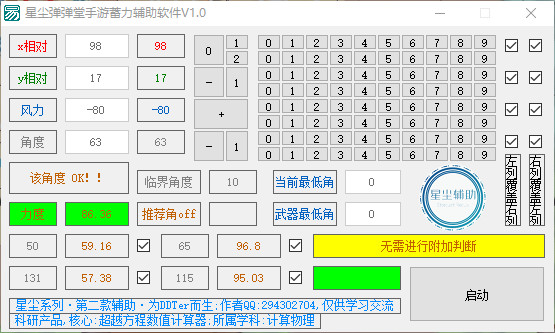 星尘弹弹堂手游蓄力辅助软件V1.0
x相对 98 98
y相对 17 17
风力 -80 -80
角度 63 63
0 1
2
- 1
+
- 1
0 1 2 3 4 5 6 7 8 9
0 1 2 3 4 5 6 7 8 9
0 1 2 3 4 5 6 7 8 9
0 1 2 3 4 5 6 7 8 9
0 1 2 3 4 5 6 7 8 9
0 1 2 3 4 5 6 7 8 9
0 1 2 3 4 5 6 7 8 9
0 1 2 3 4 5 6 7 8 9
左列覆盖右列
右列覆盖左列
该角度 OK!! 临界角度 10 当前最低角 0
力度 86.36 推荐角off 武器最低角 0
星尘辅助
50 59.16 65 96.8 无需进行附加判断
131 57.38 115 95.03
启动
星尘系列·第二款辅助·为DDTer而生:作者QQ:294302704,仅供学习交流
科研产品,核心:超越方程数值计算器:所属学科:计算物理